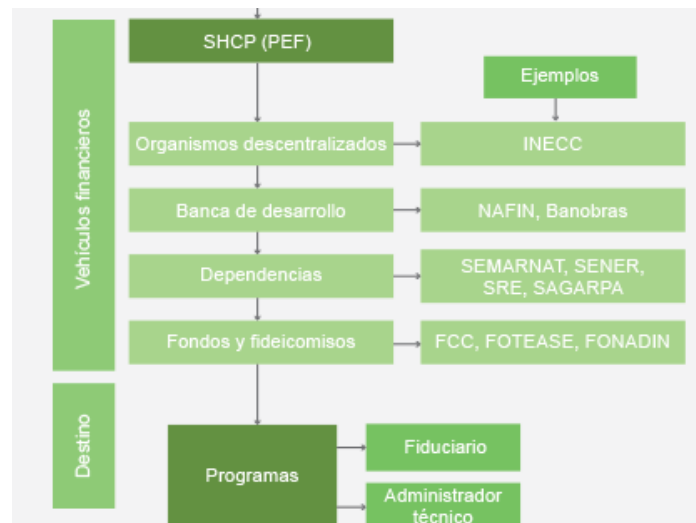 SHCP (PEF)
Ejemplos
Vehículos financieros
Organismos descentralizados
INECC
Banca de desarrollo
NAFIN, Banobras
Dependencias
SEMARNAT, SENER,
SRE, SAGARPA
Fondos y fideicomisos
FCC, FOTEASE, FONADIN
Destino
Programas
Fiduciario
Administrador
técnico